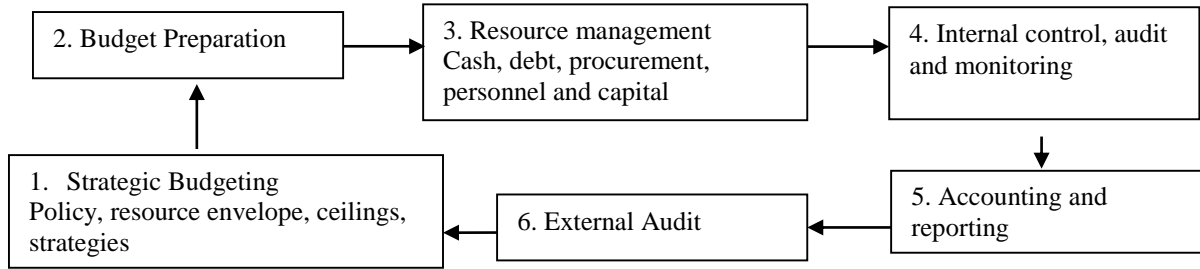 2. Budget Preparation
3. Resource management
Cash, debt, procurement,
personnel and capital
4. Internal control, audit
and monitoring
1. Strategic Budgeting
Policy, resource envelope, ceilings,
strategies
6. External Audit
5. Accounting and
reporting